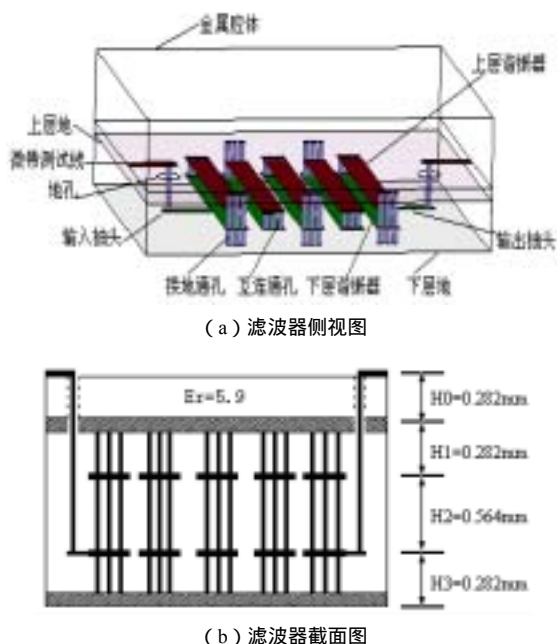 金属腔体
上层谐振器
上层地
微带测试线
地孔
输入抽头
输出抽头
接地通孔 互连通孔 下层谐振器 下层地
（a）滤波器侧视图
Er=5.9
H0=0.282mm
H1=0.282mm
H2=0.564mm
H3=0.282mm
（b）滤波器截面图